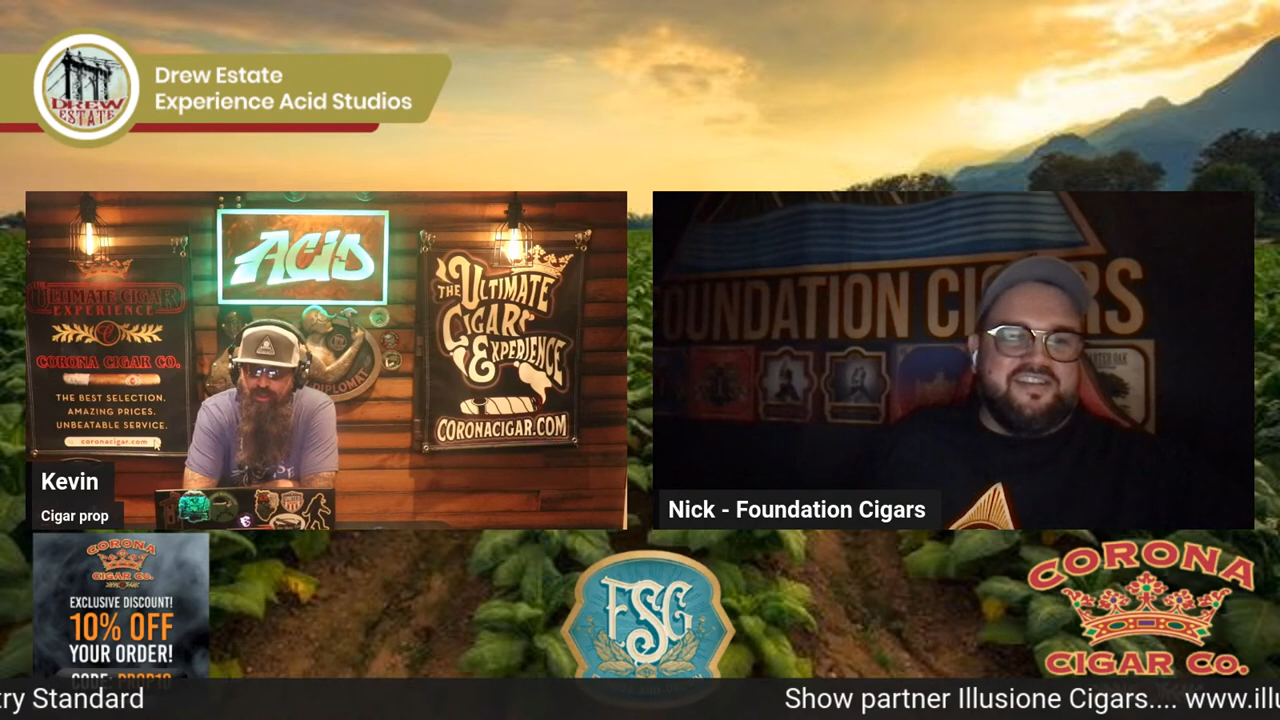 Drew Estate
Experience Acid Studios
DREW
ESTATE
ULTIMATE CIGAR
EXPERIENCE
CORONA CIGAR CO.
THE BEST SELECTION.
AMAZING PRICES.
UNBEATABLE SERVICE.
coronacigar.com
ACID
DIPLOMAT
THE ULTIMATE
CIGAR
EXPERIENCE
CORONACIGAR.COM
Kevin
Cigar prop
OUNDATION CIGARS
Nick - Foundation Cigars
CORONA
CIGAR CO.
EXCLUSIVE DISCOUNT!
10% OFF
YOUR ORDER!
CODE: PROP10
FSG
CORONA
CIGAR CO.
try Standard
Show partner Illusione Cigars.... www.illu